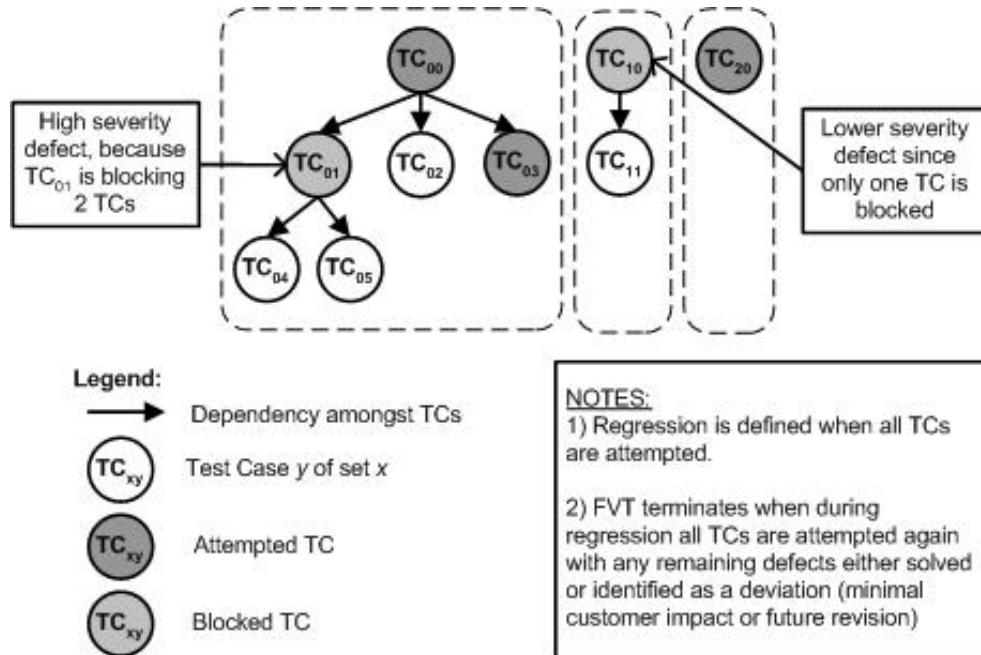 TC00
TC10
TC20
High severity
defect, because
TC01 is blocking
2 TCs
TC01
TC02
TC03
TC11
Lower severity
defect since
only one TC is
blocked
TC04
TC05
Legend:
Dependency amongst TCs
TCxy
Test Case y of set x
TCxy
Attempted TC
TCxy
Blocked TC
NOTES:
1) Regression is defined when all TCs
are attempted.
2) FVT terminates when during
regression all TCs are attempted again
with any remaining defects either solved
or identified as a deviation (minimal
customer impact or future revision)